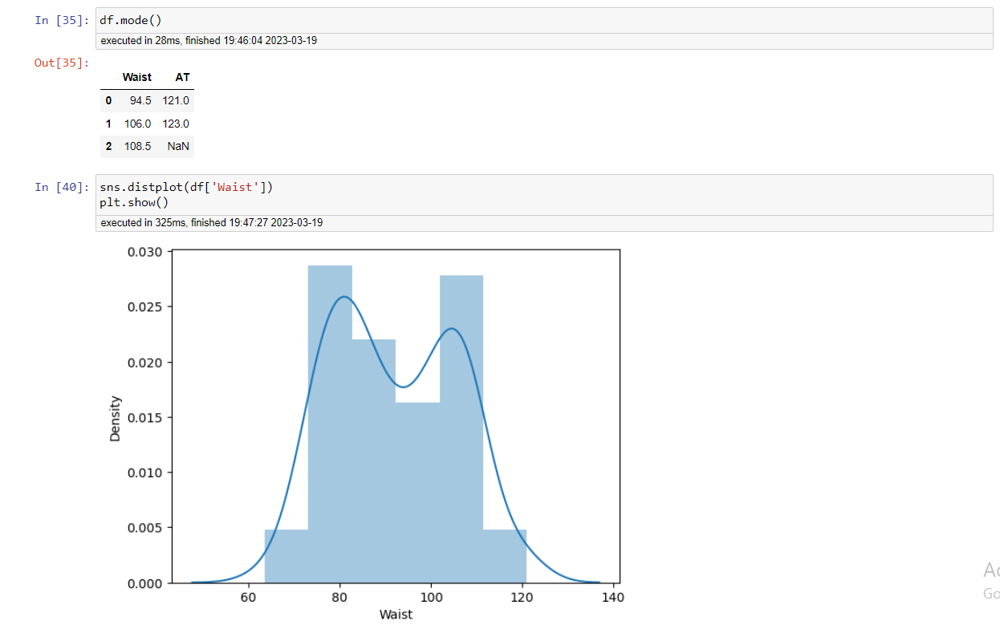 In [35]: df.mode()
executed in 28ms, finished 19:46:04 2023-03-19
Out[35]:
Waist AT
0 94.5 121.0
1 106.0 123.0
2 108.5 NaN
In [40]: sns.distplot(df['Waist'])
plt.show()
executed in 325ms, finished 19:47:27 2023-03-19
0.030
0.025
0.020
0.015
0.010
0.005
0.000
Density
60 80 100 120 140
Waist
Go